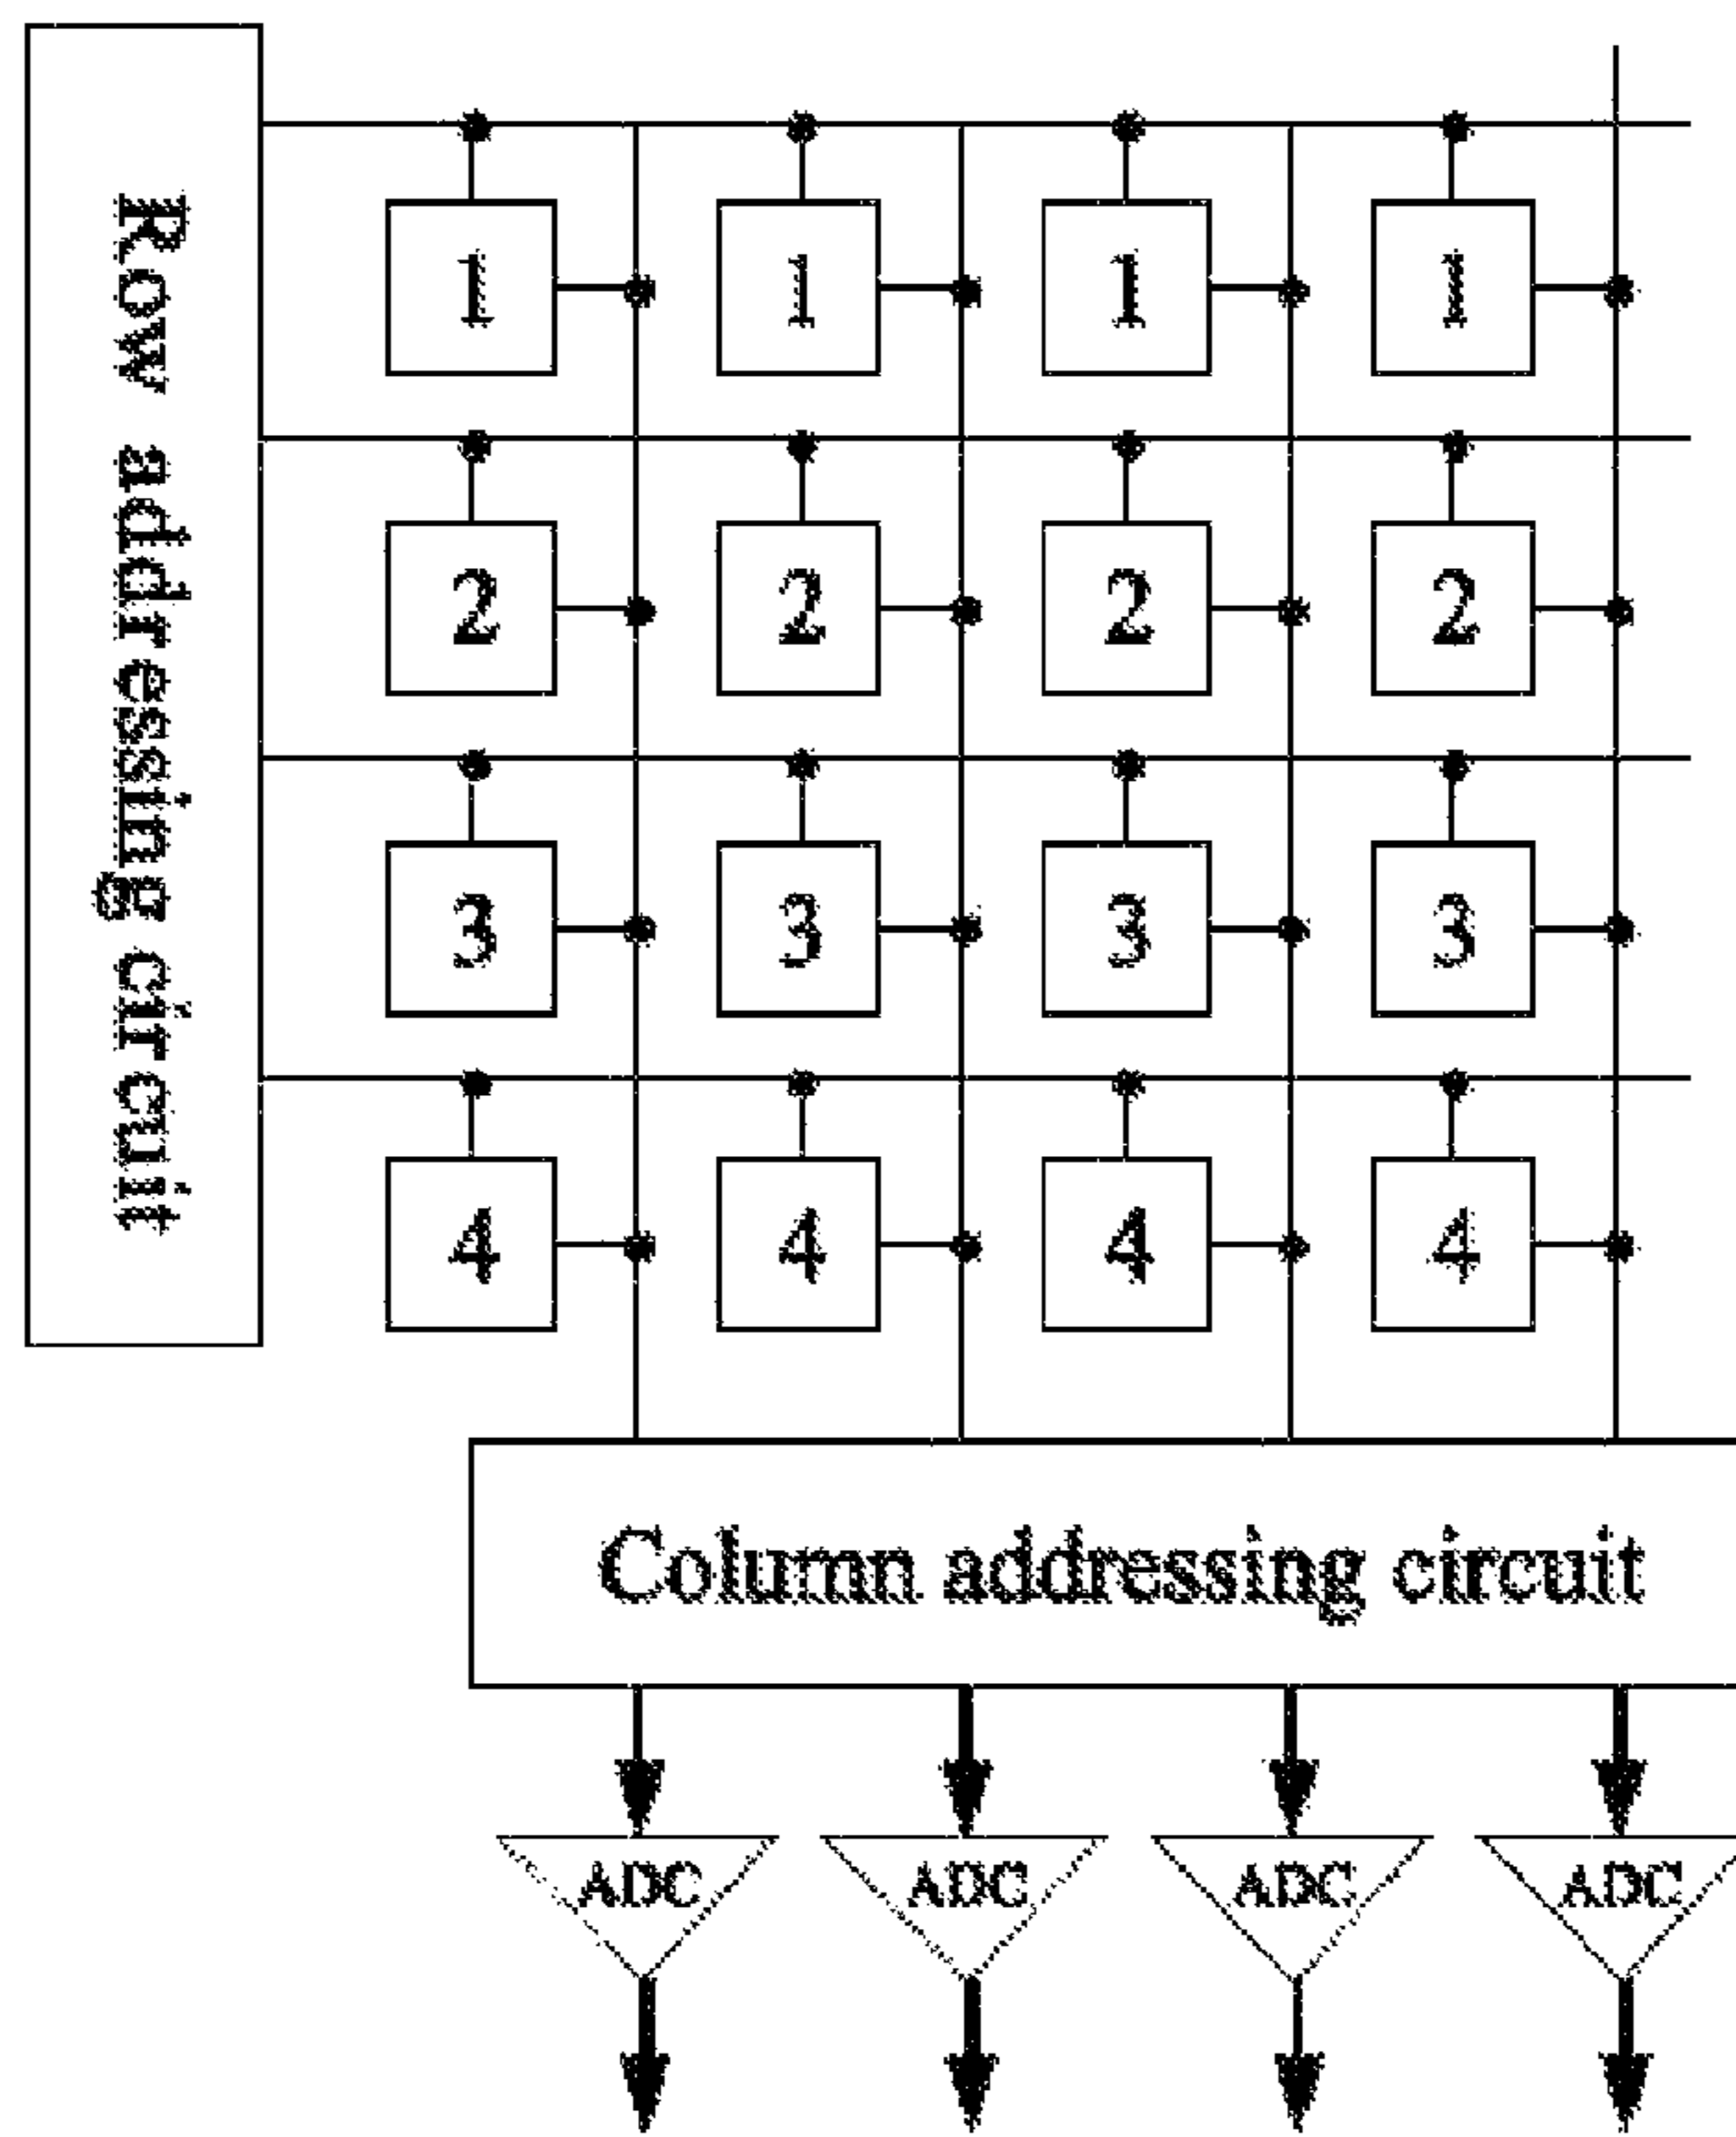 Row addressing circuit
1 1 1 1
2 2 2 2
3 3 3 3
4 4 4 4
Column addressing circuit
ADC ADC ADC ADC